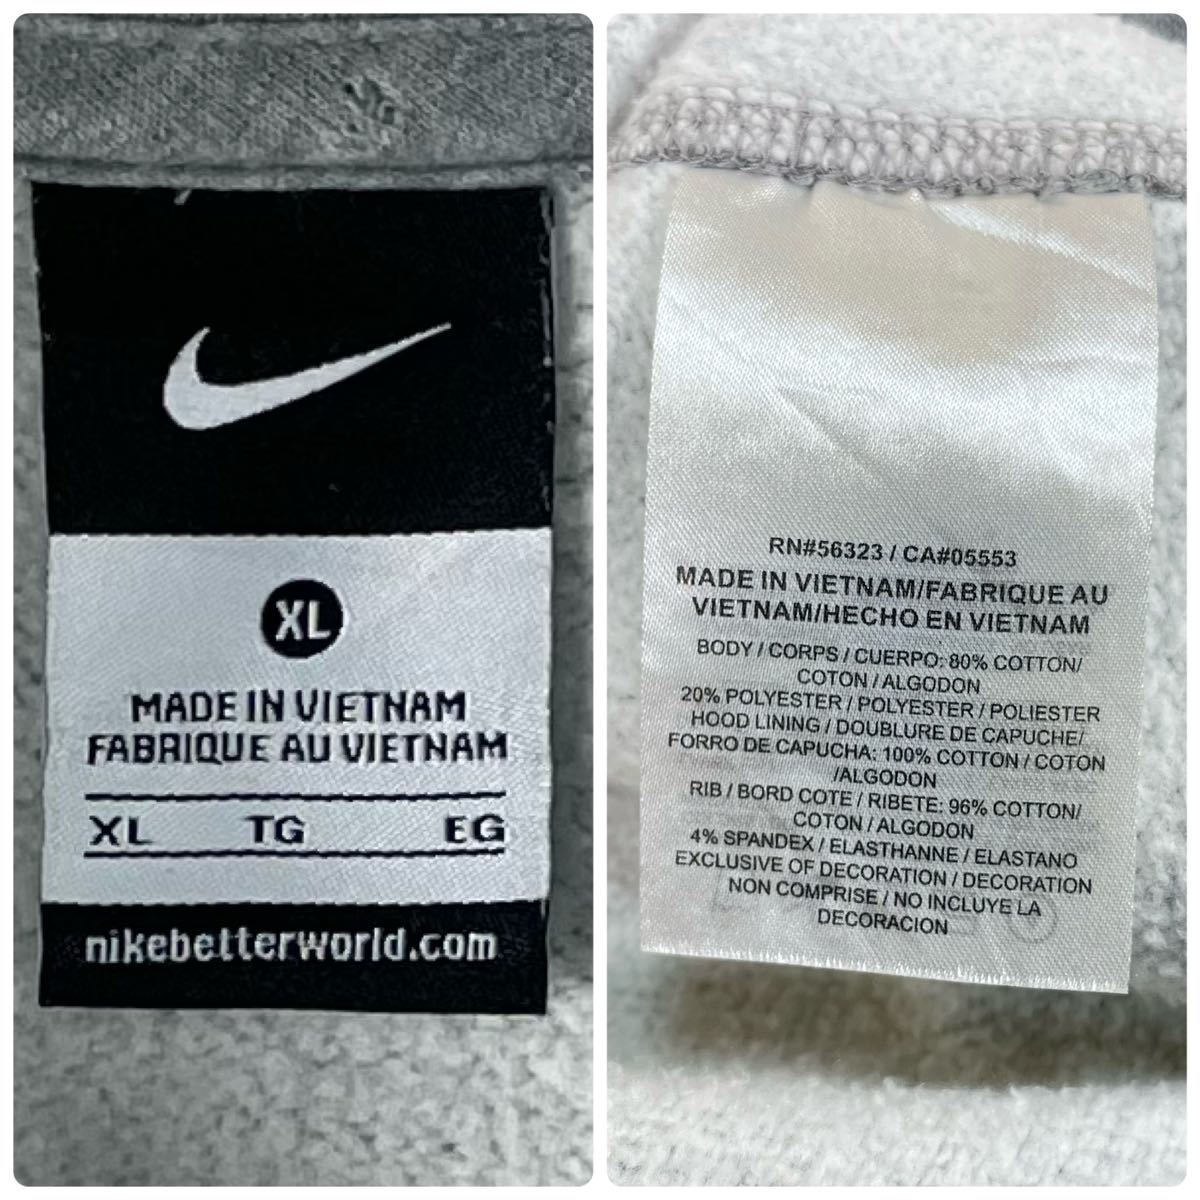 XL
MADE IN VIETNAM
FABRIQUE AU VIETNAM
XL TG EG
nikebetterworld.com
RN#56323 / CA#05553
MADE IN VIETNAM/FABRIQUE AU
VIETNAM/HECHO EN VIETNAM
BODY / CORPS / CUERPO: 80% COTTON/
COTON / ALGODON
20% POLYESTER / POLYESTER / POLIESTER
HOOD LINING / DOUBLURE DE CAPUCHE/
FORRO DE CAPUCHA: 100% COTTON / COTON
/ALGODON
RIB / BORD COTE / RIBETE: 96% COTTON/
COTON / ALGODON
4% SPANDEX / ELASTHANNE / ELASTANO
EXCLUSIVE OF DECORATION / DECORATION
NON COMPRISE / NO INCLUYE LA
DECORACION